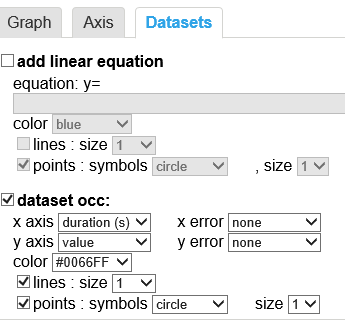 Graph Axis Datasets
add linear equation
equation: y=
color blue
lines : size 1
points : symbols circle , size 1
dataset occ:
x axis duration (s) x error none
y axis value y error none
color #0066FF
lines : size 1
points : symbols circle size 1